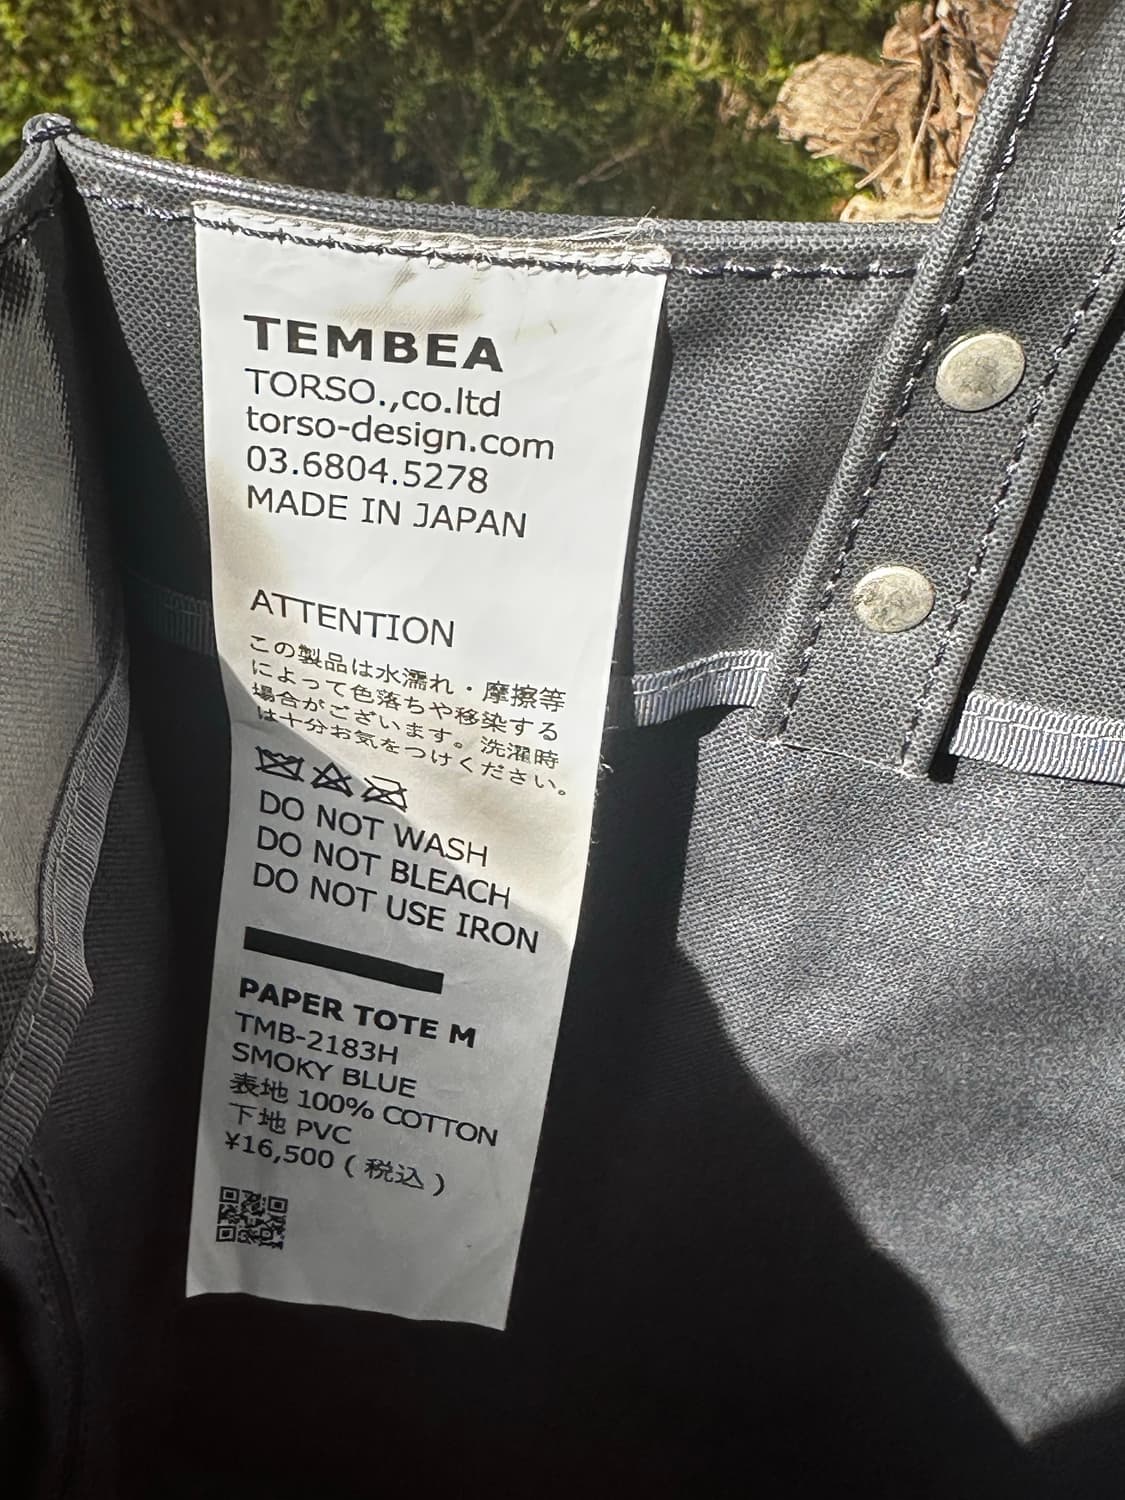 TEMBEA
TORSO.,co.ltd
torso-design.com
03.6804.5278
MADE IN JAPAN
ATTENTION
この製品は水濡れ・摩擦等
によって色落ちや移染する
場合がございます。洗濯時
は十分お気をつけください。
DO NOT WASH
DO NOT BLEACH
DO NOT USE IRON
PAPER TOTE M
TMB-2183H
SMOKY BLUE
表地 100% COTTON
下地 PVC
¥16,500 ( 税込 )